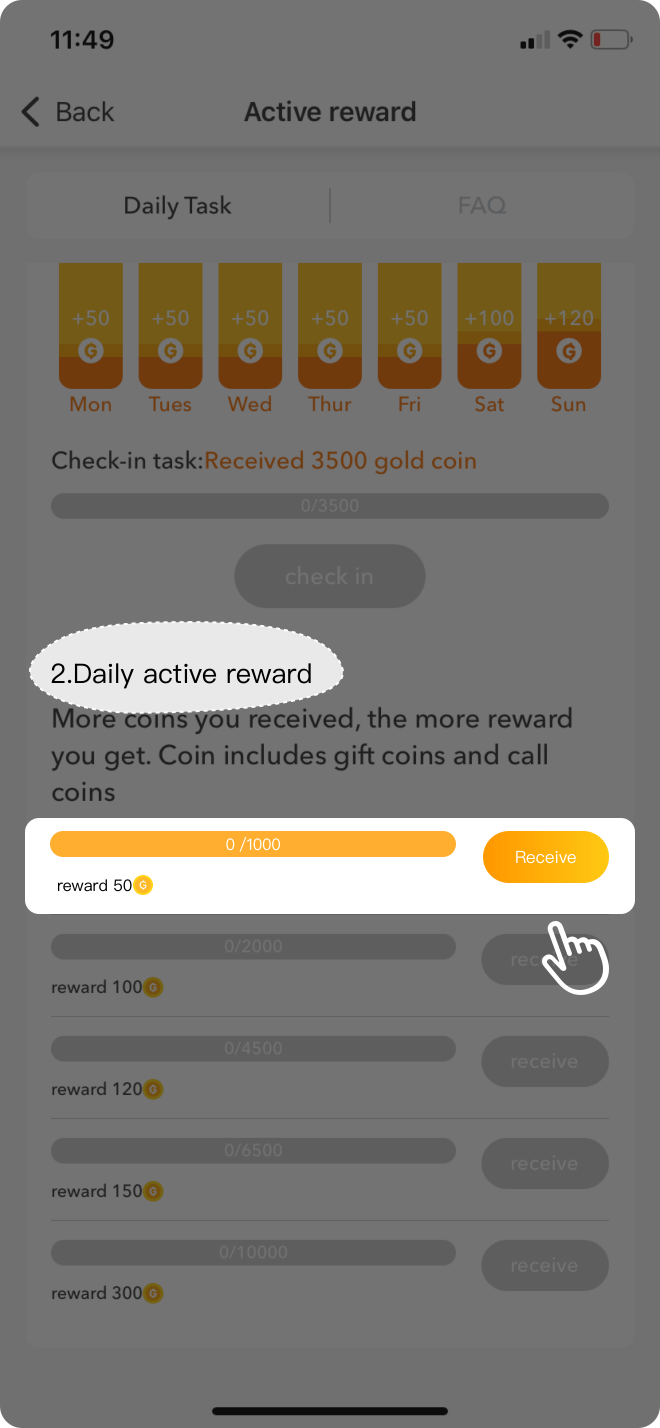 11:49
Back
Active reward
Daily Task
FAQ
+50 +50 +50 +50 +50 +100 +120
G G G G G G G
Mon Tues Wed Thur Fri Sat Sun
Check-in task:Received 3500 gold coin
0/3500
check in
2.Daily active reward
More coins you received, the more reward
you get. Coin includes gift coins and call
coins
0 /1000
Receive
reward 50 G
0/2000
reward 100 G
0/4500
receive
reward 120 G
0/6500
receive
reward 150 G
0/10000
receive
reward 300 G